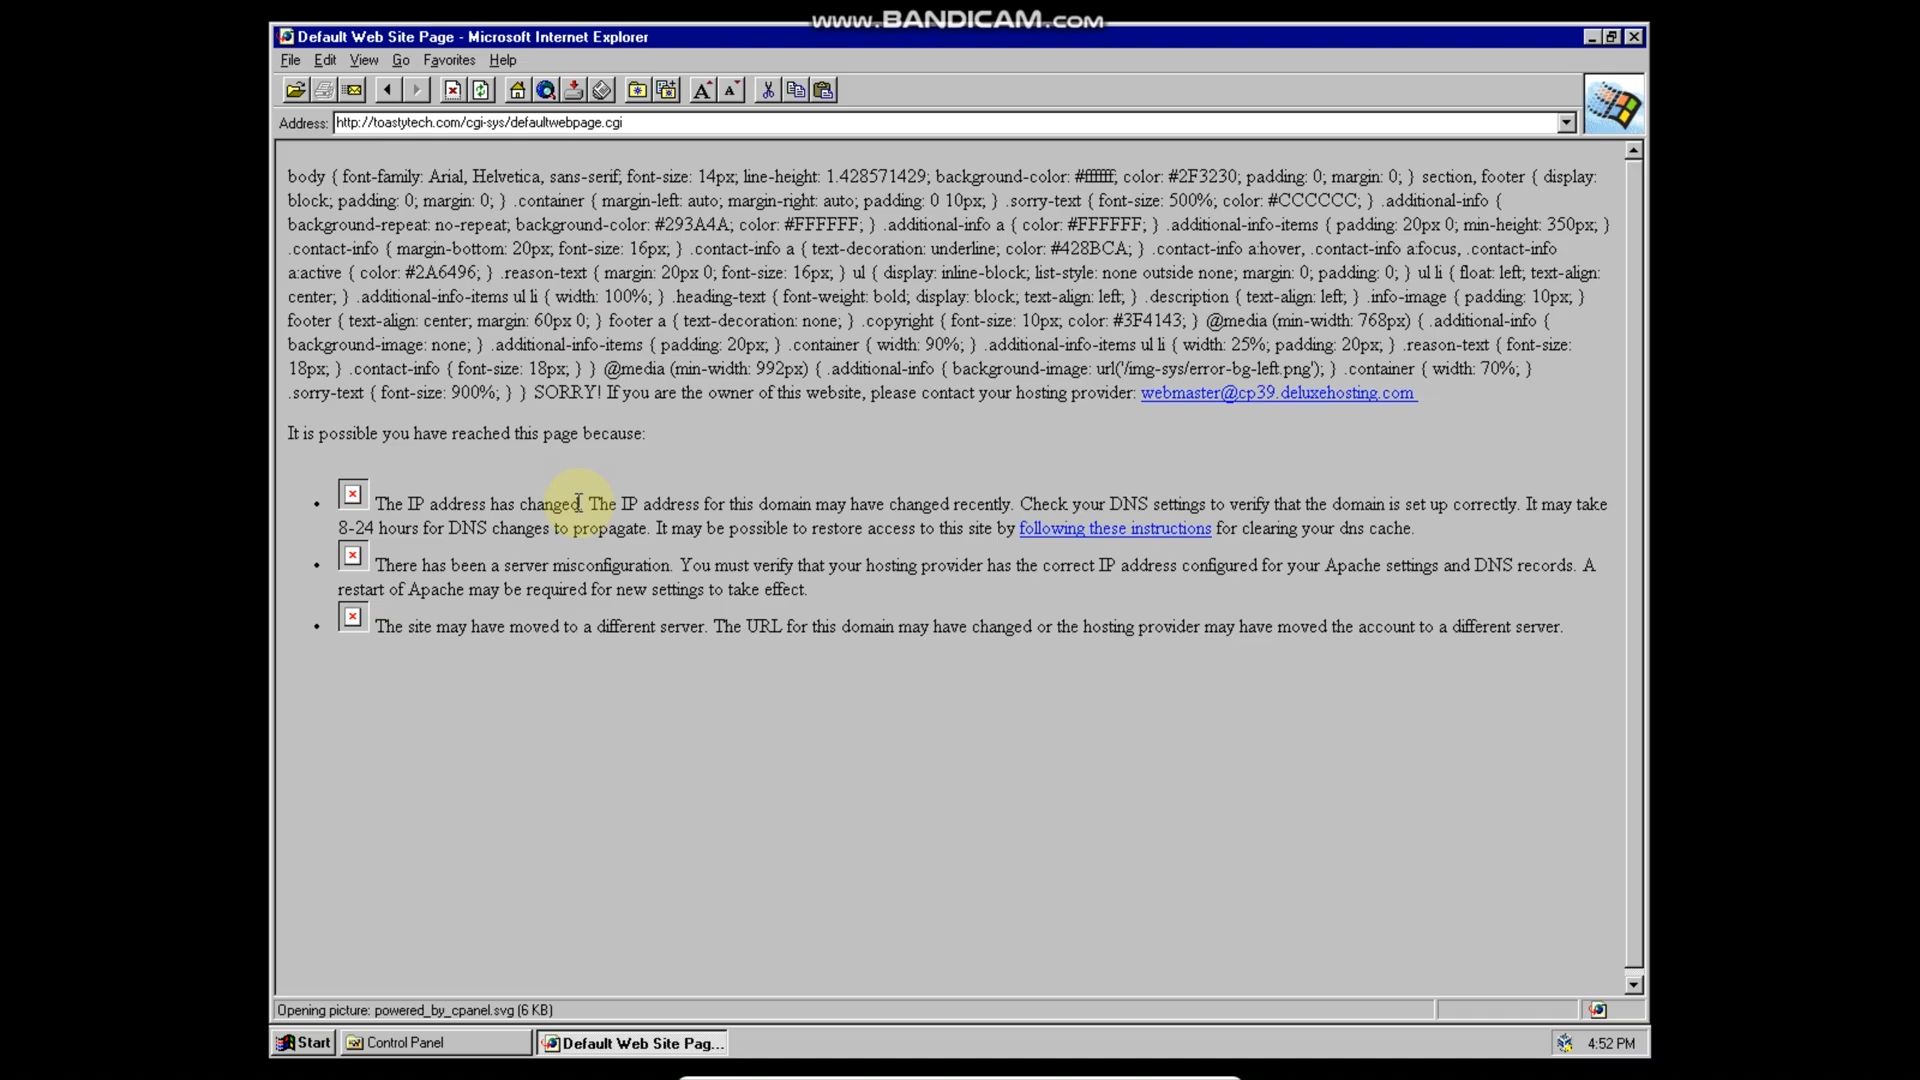 www.BANDICAM.com
Default Web Site Page - Microsoft Internet Explorer
File Edit View Go Favorites Help
Address: http://toastytech.com/cgi-sys/defaultwebpage.cgi
body { font-family: Arial, Helvetica, sans-serif; font-size: 14px; line-height: 1.428571429; background-color: #ffffff; color: #2F3230; padding: 0; margin: 0; } section, footer { display:
block; padding: 0; margin: 0; } .container { margin-left: auto; margin-right: auto; padding: 0 10px; } .sorry-text { font-size: 500%; color: #CCCCCC; } .additional-info {
background-repeat: no-repeat; background-color: #293A4A; color: #FFFFFF; } .additional-info a { color: #FFFFFF; } .additional-info-items { padding: 20px 0; min-height: 350px; }
.contact-info { margin-bottom: 20px; font-size: 16px; } .contact-info a { text-decoration: underline; color: #428BCA; } .contact-info a:hover, .contact-info a:focus, .contact-info
a:active { color: #2A6496; } .reason-text { margin: 20px 0; font-size: 16px; } ul { display: inline-block; list-style: none outside none; margin: 0; padding: 0; } ul li { float: left; text-align:
center; } .additional-info-items ul li { width: 100%; } .heading-text { font-weight: bold; display: block; text-align: left; } .description { text-align: left; } .info-image { padding: 10px; }
footer { text-align: center; margin: 60px 0; } footer a { text-decoration: none; } .copyright { font-size: 10px; color: #3F4143; } @media (min-width: 768px) { .additional-info {
background-image: none; } .additional-info-items { padding: 20px; } .container { width: 90%; } .additional-info-items ul li { width: 25%; padding: 20px; } .reason-text { font-size:
18px; } .contact-info { font-size: 18px; } } @media (min-width: 992px) { .additional-info { background-image: url('/img-sys/error-bg-left.png'); } .container { width: 70%; }
.sorry-text { font-size: 900%; } } SORRY! If you are the owner of this website, please contact your hosting provider: webmaster@cp39.deluxehosting.com
It is possible you have reached this page because:
• The IP address has changed. The IP address for this domain may have changed recently. Check your DNS settings to verify that the domain is set up correctly. It may take
8-24 hours for DNS changes to propagate. It may be possible to restore access to this site by following these instructions for clearing your dns cache.
• There has been a server misconfiguration. You must verify that your hosting provider has the correct IP address configured for your Apache settings and DNS records. A
restart of Apache may be required for new settings to take effect.
• The site may have moved to a different server. The URL for this domain may have changed or the hosting provider may have moved the account to a different server.
Opening picture: powered_by_cpanel.svg (6 KB)
Start Control Panel Default Web Site Pag... 4:52 PM